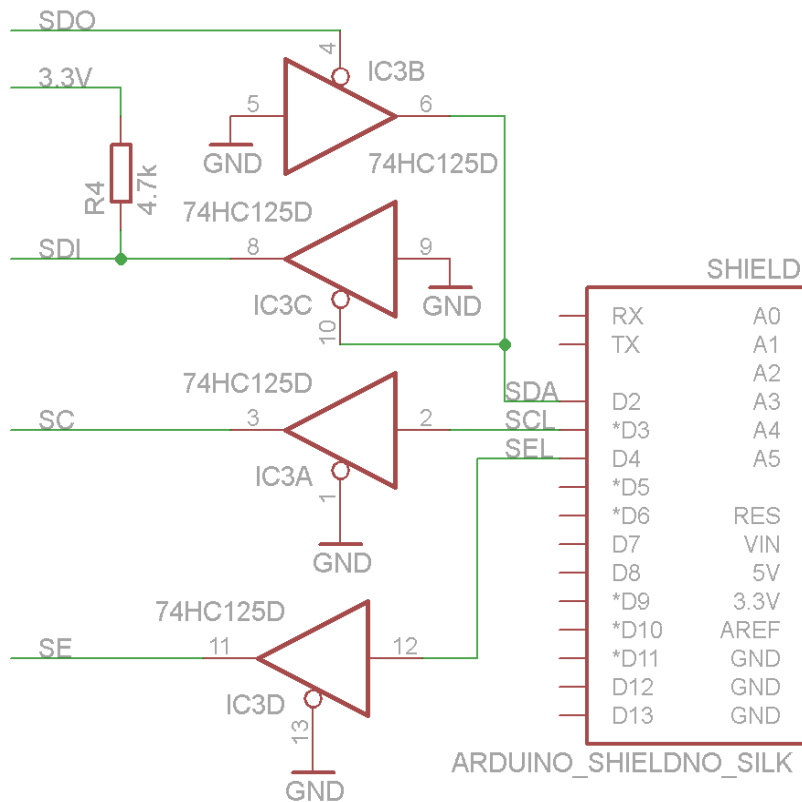 SDO
4
IC3B
3.3V
5
6
GND
74HC125D
R4
4.7k
74HC125D
SDI
8
9
IC3C
GND
10
SHIELD
RX A0
TX A1
A2
74HC125D
SDA
D2 A3
SC
3
2
SCL
*D3 A4
SEL
D4 A5
IC3A
1
*D5
*D6 RES
D7 VIN
GND
D8 5V
74HC125D
*D9 3.3V
*D10 AREF
SE
11
12
*D11 GND
D12 GND
IC3D
13
D13 GND
ARDUINO_SHIELDNO_SILK
GND